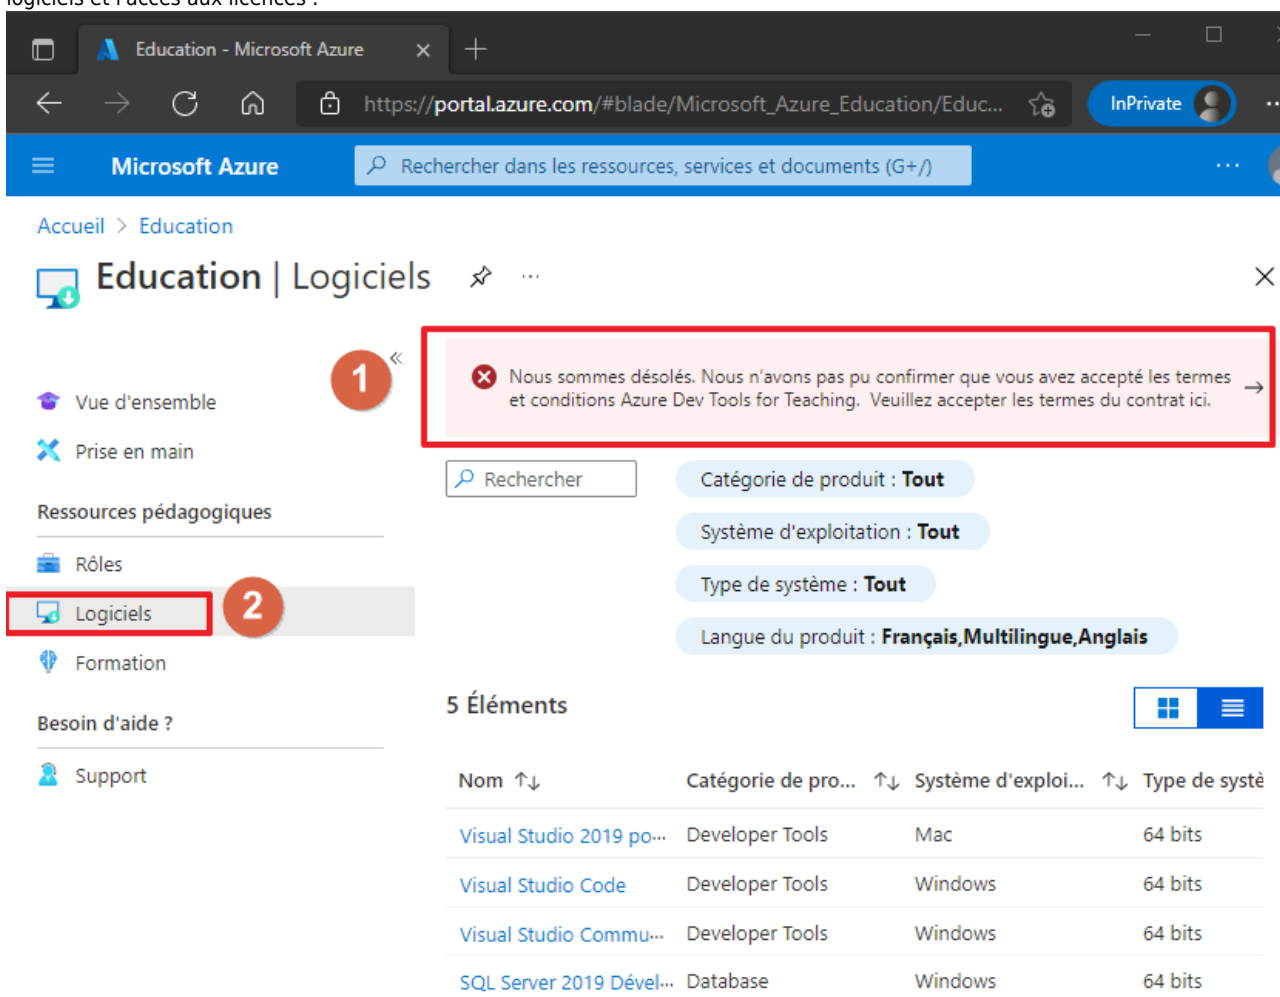 logiciels et l'accès aux licences :
Education - Microsoft Azure
https://portal.azure.com/#blade/Microsoft_Azure_Education/Educ...
InPrivate
Microsoft Azure
Rechercher dans les ressources, services et documents (G+/)
Accueil > Education
Education | Logiciels
1
Nous sommes désolés. Nous n'avons pas pu confirmer que vous avez accepté les termes
et conditions Azure Dev Tools for Teaching. Veuillez accepter les termes du contrat ici.
Vue d'ensemble
Prise en main
Ressources pédagogiques
Rôles
Logiciels
2
Formation
Besoin d'aide ?
Support
Rechercher
Catégorie de produit : Tout
Système d'exploitation : Tout
Type de système : Tout
Langue du produit : Français,Multilingue,Anglais
5 Éléments
Nom ↑↓ Catégorie de pro... ↑↓ Système d'exploi... ↑↓ Type de systè
Visual Studio 2019 po... Developer Tools Mac 64 bits
Visual Studio Code Developer Tools Windows 64 bits
Visual Studio Commu... Developer Tools Windows 64 bits
SQL Server 2019 Dével... Database Windows 64 bits